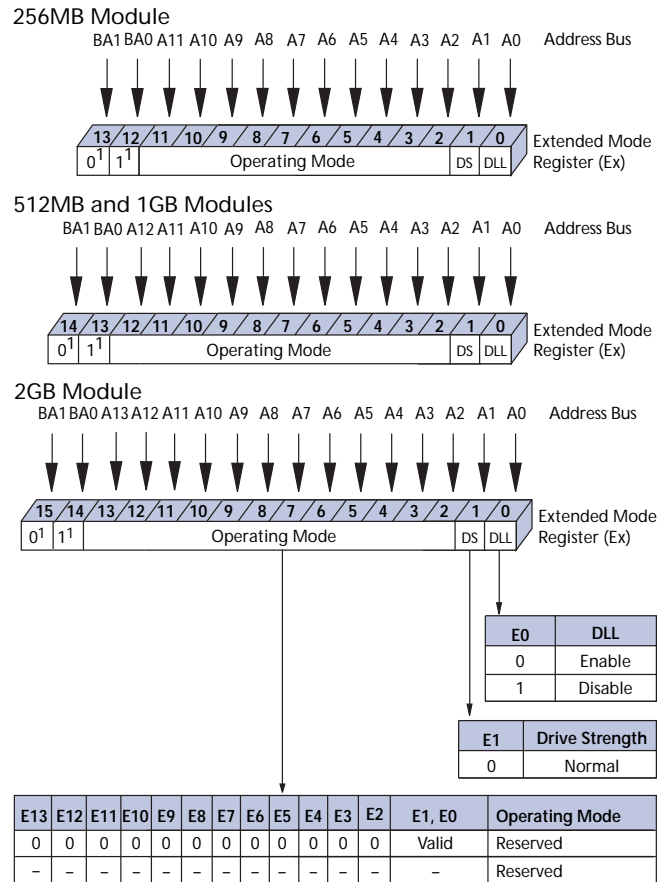 256MB Module
BA1 BA0 A11 A10 A9 A8 A7 A6 A5 A4 A3 A2 A1 A0 Address Bus
13 12 11 10 9 8 7 6 5 4 3 2 1 0 Extended Mode
0¹ 1¹ Operating Mode DS DLL Register (Ex)
512MB and 1GB Modules
BA1 BA0 A12 A11 A10 A9 A8 A7 A6 A5 A4 A3 A2 A1 A0 Address Bus
14 13 12 11 10 9 8 7 6 5 4 3 2 1 0 Extended Mode
0¹ 1¹ Operating Mode DS DLL Register (Ex)
2GB Module
BA1 BA0 A13 A12 A11 A10 A9 A8 A7 A6 A5 A4 A3 A2 A1 A0 Address Bus
15 14 13 12 11 10 9 8 7 6 5 4 3 2 1 0 Extended Mode
0¹ 1¹ Operating Mode DS DLL Register (Ex)
E0 DLL
0 Enable
1 Disable
E1 Drive Strength
0 Normal
E13 E12 E11 E10 E9 E8 E7 E6 E5 E4 E3 E2 E1, E0 Operating Mode
0 0 0 0 0 0 0 0 0 0 0 0 Valid Reserved
– – – – – – – – – – – – – Reserved